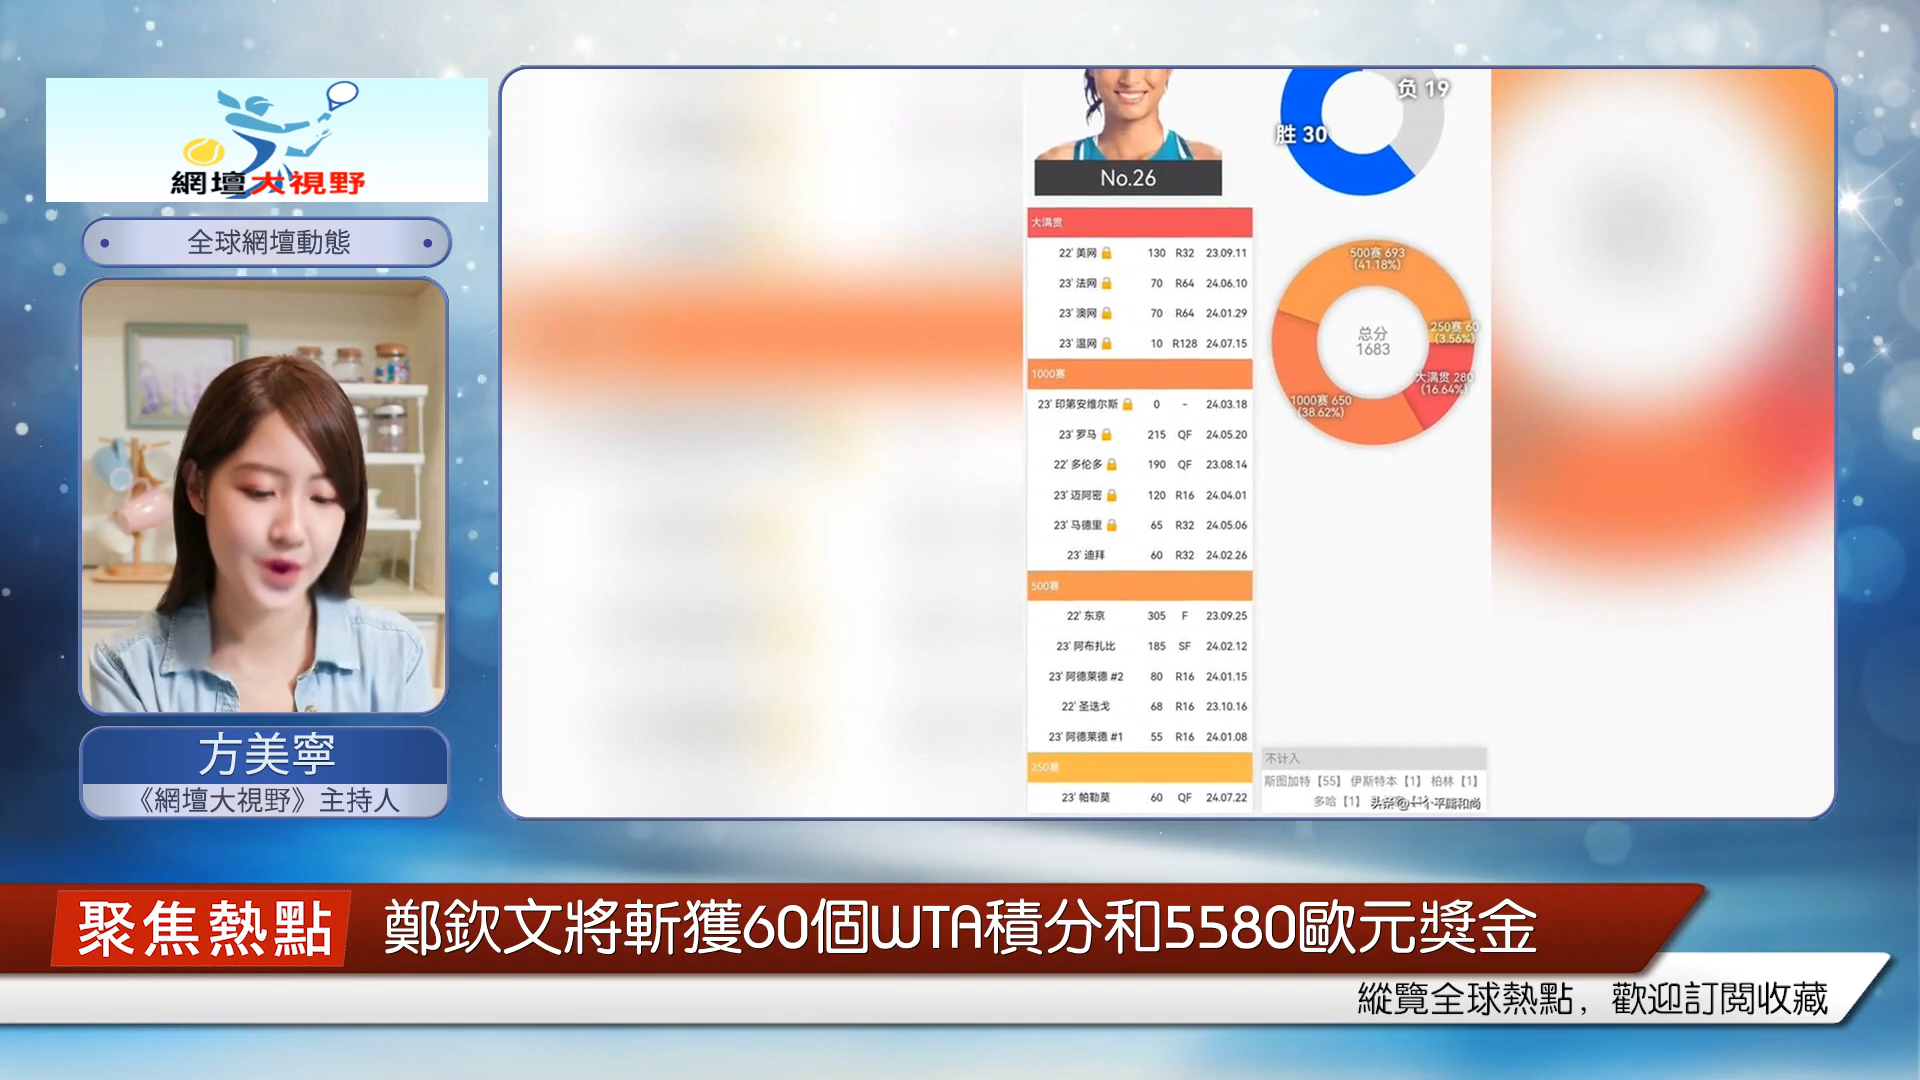 網壇大視野
全球網壇動態
方美寧
《網壇大視野》主持人
No.26
大满贯
22' 美网 130 R32 23.09.11
23' 法网 70 R64 24.06.10
23' 澳网 70 R64 24.01.29
23' 温网 10 R128 24.07.15
1000赛
23' 印第安维尔斯 0 - 24.03.18
23' 罗马 215 QF 24.05.20
22' 多伦多 190 QF 23.08.14
23' 迈阿密 120 R16 24.04.01
23' 马德里 65 R32 24.05.06
23' 迪拜 60 R32 24.02.26
500赛
22' 东京 305 F 23.09.25
23' 阿布扎比 185 SF 24.02.12
23' 阿德莱德 #2 80 R16 24.01.15
22' 圣迭戈 68 R16 23.10.16
23' 阿德莱德 #1 55 R16 24.01.08
250赛
23' 帕勒莫 60 QF 24.07.22
负 19
胜 30
500赛 693
(41.18%)
250赛 60
(3.56%)
总分
1683
大满贯 280
(16.64%)
1000赛 650
(38.62%)
不计入
斯图加特【55】 伊斯特本【1】 柏林【1】
多哈【1】
头条 @一个平胸和尚
聚焦熱點
鄭欽文將斬獲60個WTA積分和5580歐元獎金
縱覽全球熱點，歡迎訂閱收藏